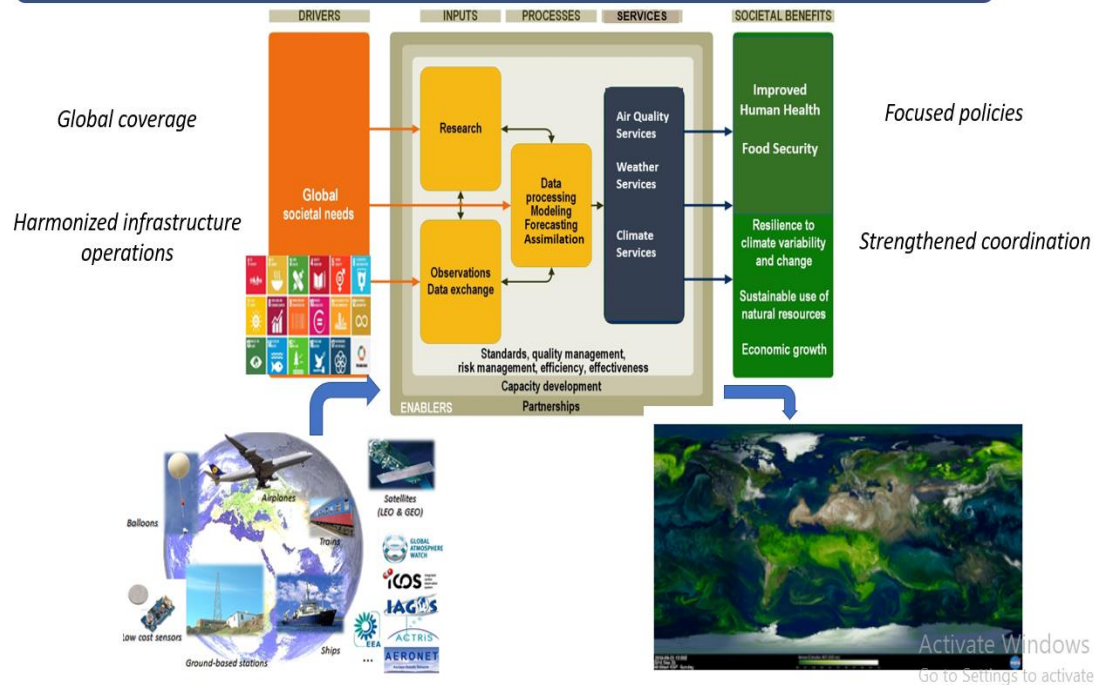 DRIVERS
INPUTS
PROCESSES
SERVICES
SOCIETAL BENEFITS
Global coverage
Harmonized infrastructure
operations
Global
societal needs
Research
Observations
Data exchange
Data
processing
Modeling
Forecasting
Assimilation
Air Quality
Services
Weather
Services
Climate
Services
Standards, quality management,
risk management, efficiency, effectiveness
Capacity development
ENABLERS
Partnerships
Improved
Human Health
Food Security
Resilience to
climate variability
and change
Sustainable use of
natural resources
Economic growth
Focused policies
Strengthened coordination
Balloons
Airplanes
Trains
Satellites
(LEO & GEO)
Low cost sensors
Ground-based stations
Ships
GLOBAL
ATMOSPHERE
WATCH
ICOS
IAGOS
ACTRIS
EEA
AERONET
...
Activate Windows
Go to Settings to activate